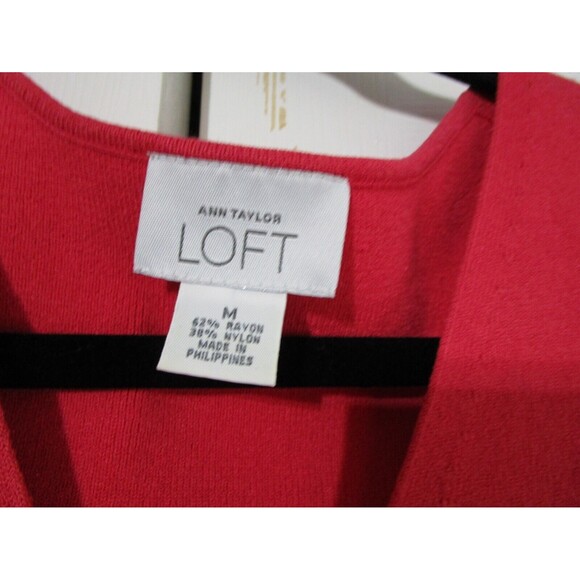 ANN TAYLOR
LOFT
M
62% RAYON
38% NYLON
MADE IN
PHILIPPINES